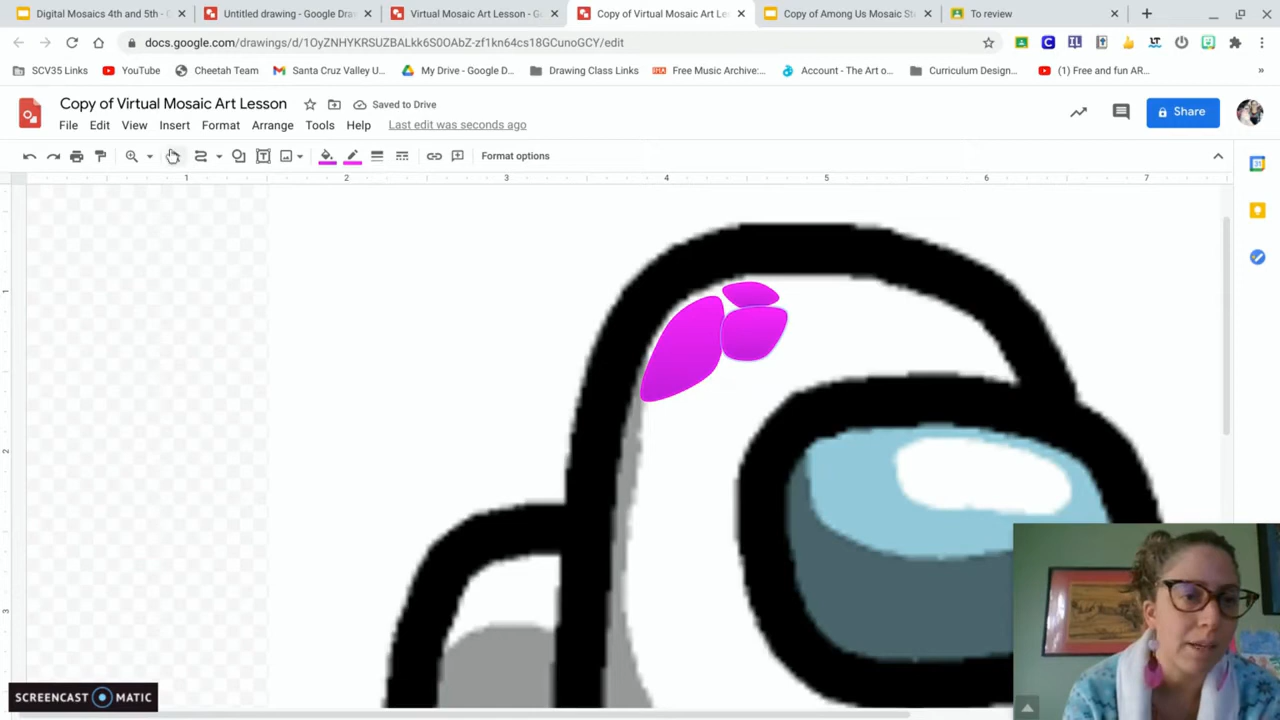 Digital Mosaics 4th and 5th - G
Untitled drawing - Google Dra
Virtual Mosaic Art Lesson - G
Copy of Virtual Mosaic Art Le
Copy of Among Us Mosaic St
To review
docs.google.com/drawings/d/1OyZNHYKRSUZBALkk6S0OAbZ-zf1kn6Jcs18GCunoGCY/edit
SCV35 Links
YouTube
Cheetah Team
Santa Cruz Valley U...
My Drive - Google D...
Drawing Class Links
Free Music Archive:...
Account - The Art o...
Curriculum Design...
(1) Free and fun AR...
Copy of Virtual Mosaic Art Lesson
Saved to Drive
Share
File Edit View Insert Format Arrange Tools Help Last edit was seconds ago
Format options
1 2 3 4 5 6 7
1
2
3
SCREENCAST MATIC